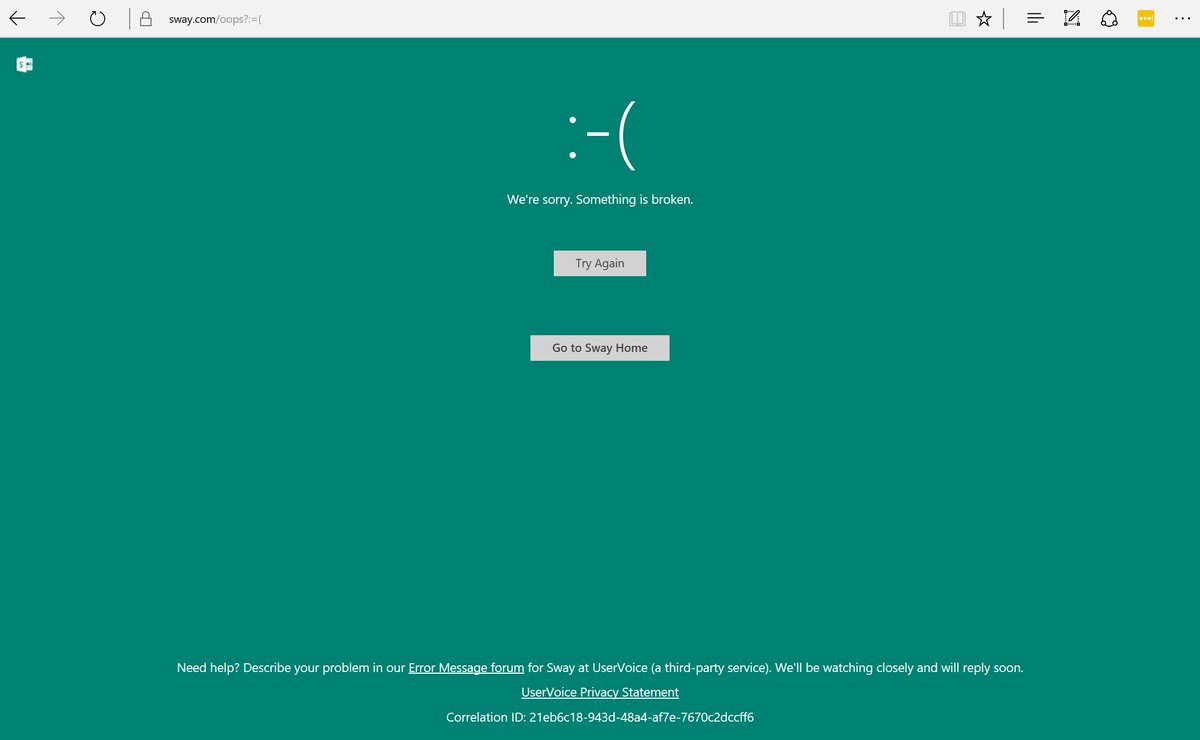 sway.com/oops?:=(
S
:-(
We're sorry. Something is broken.
Try Again
Go to Sway Home
Need help? Describe your problem in our Error Message forum for Sway at UserVoice (a third-party service). We'll be watching closely and will reply soon.
UserVoice Privacy Statement
Correlation ID: 21eb6c18-943d-48a4-af7e-7670c2dccff6